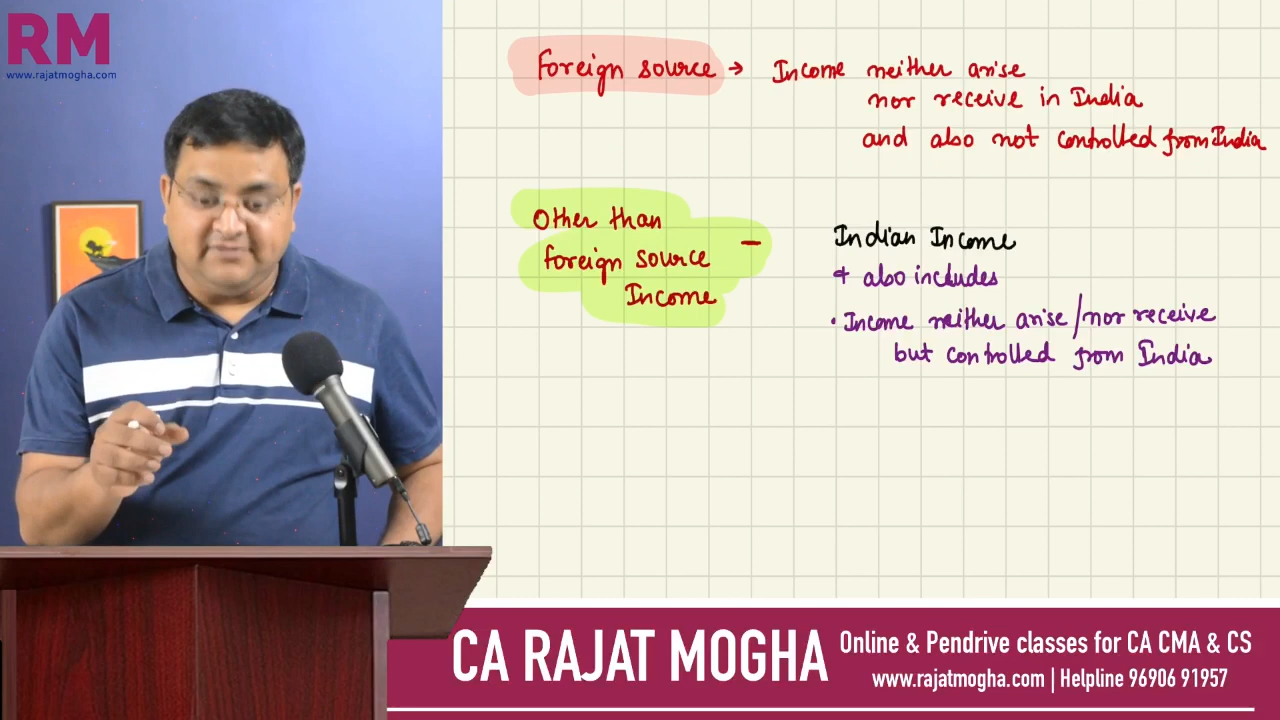 RM
www.rajatmogha.com
Foreign source → Income neither arise
nor receive in India
and also not controlled from India
Other than
foreign source
Income
- Indian Income
+ also includes
• Income neither arise/nor receive
but controlled from India
CA RAJAT MOGHA
Online & Pendrive classes for CA CMA & CS
www.rajatmogha.com | Helpline 96906 91957